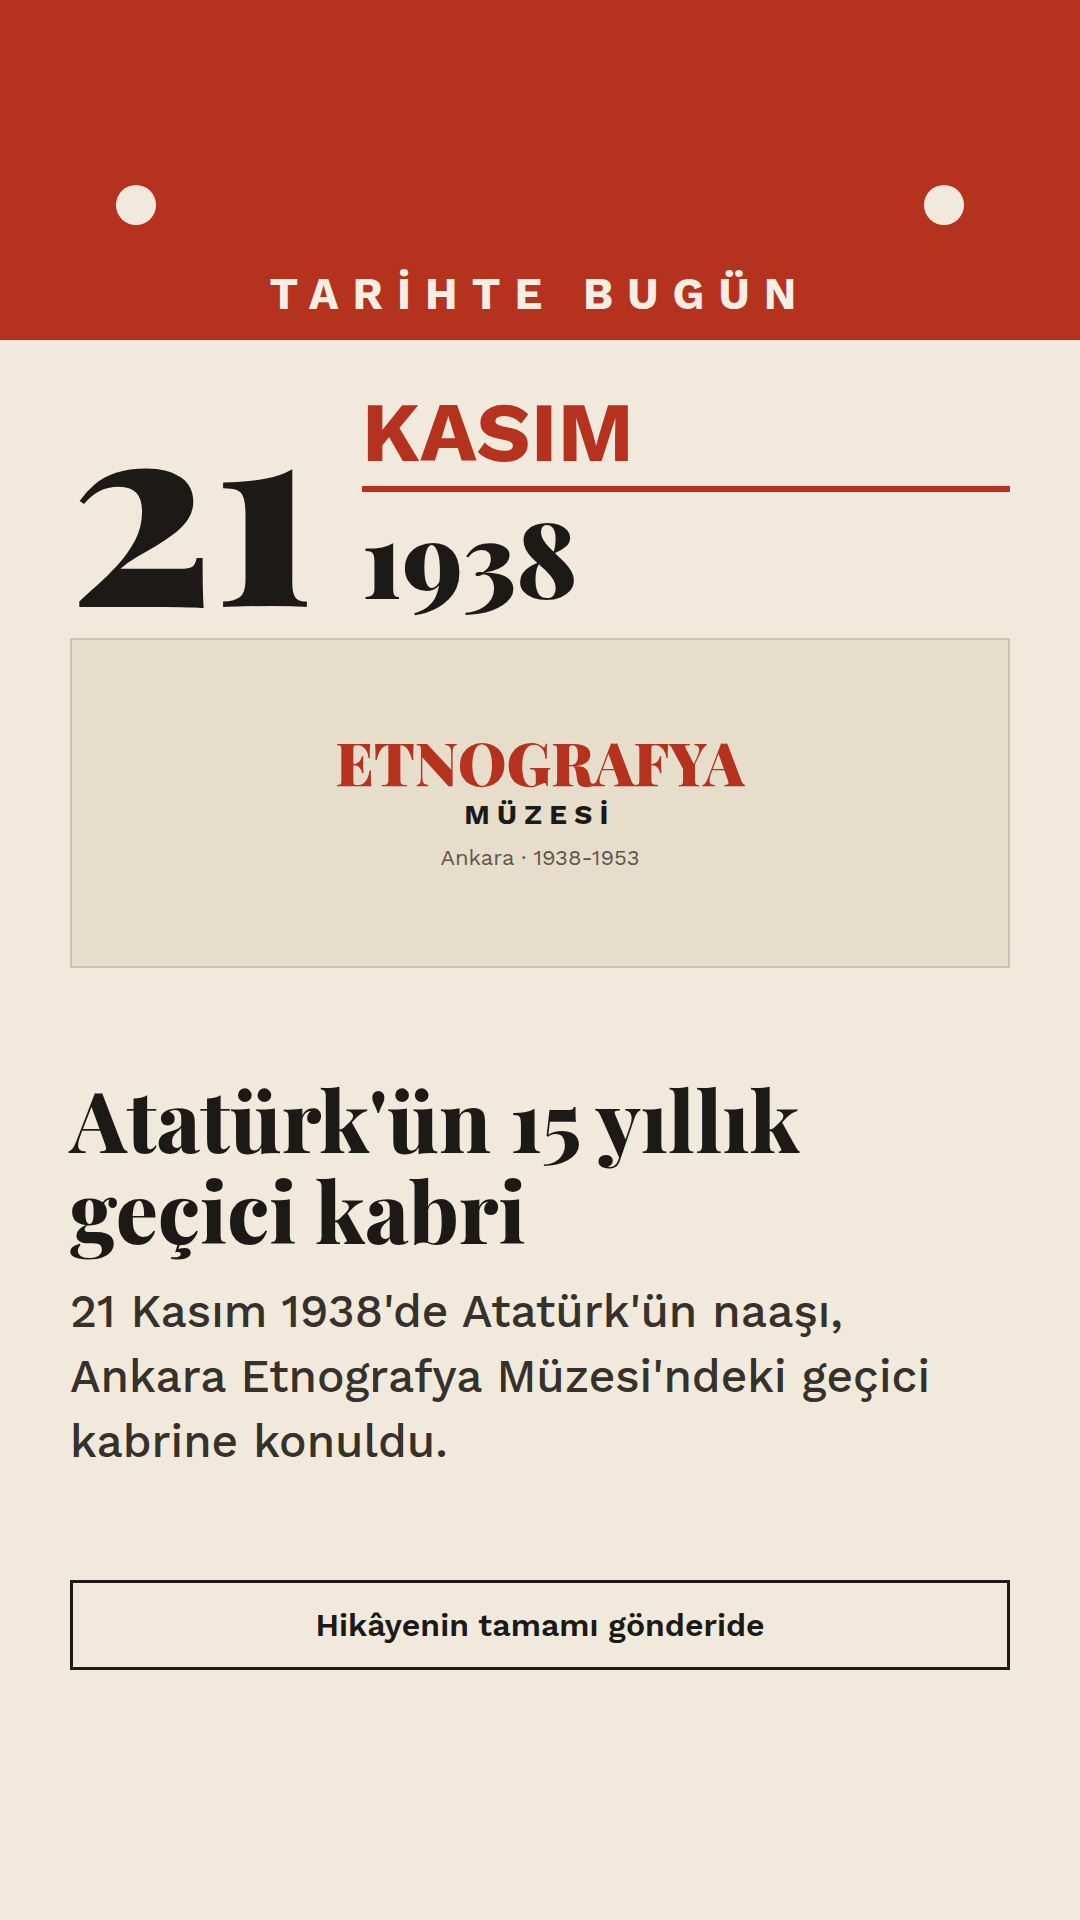 TARİHTE BUGÜN
21
KASIM
1938
ETNOGRAFYA
MÜZESİ
Ankara · 1938-1953
Atatürk'ün 15 yıllık
geçici kabri
21 Kasım 1938'de Atatürk'ün naaşı,
Ankara Etnografya Müzesi'ndeki geçici
kabrine konuldu.
Hikâyenin tamamı gönderide